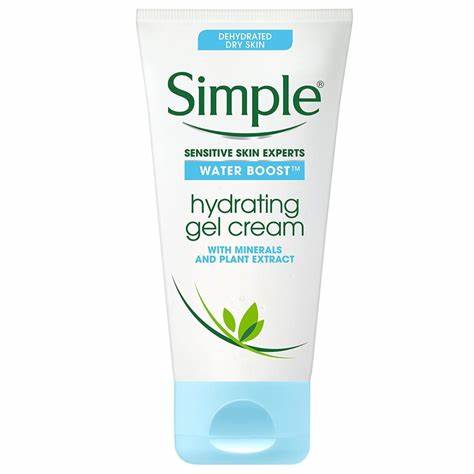 DEHYDRATED
DRY SKIN
Simple®
SENSITIVE SKIN EXPERTS
WATER BOOST™
hydrating
gel cream
WITH MINERALS
AND PLANT EXTRACT